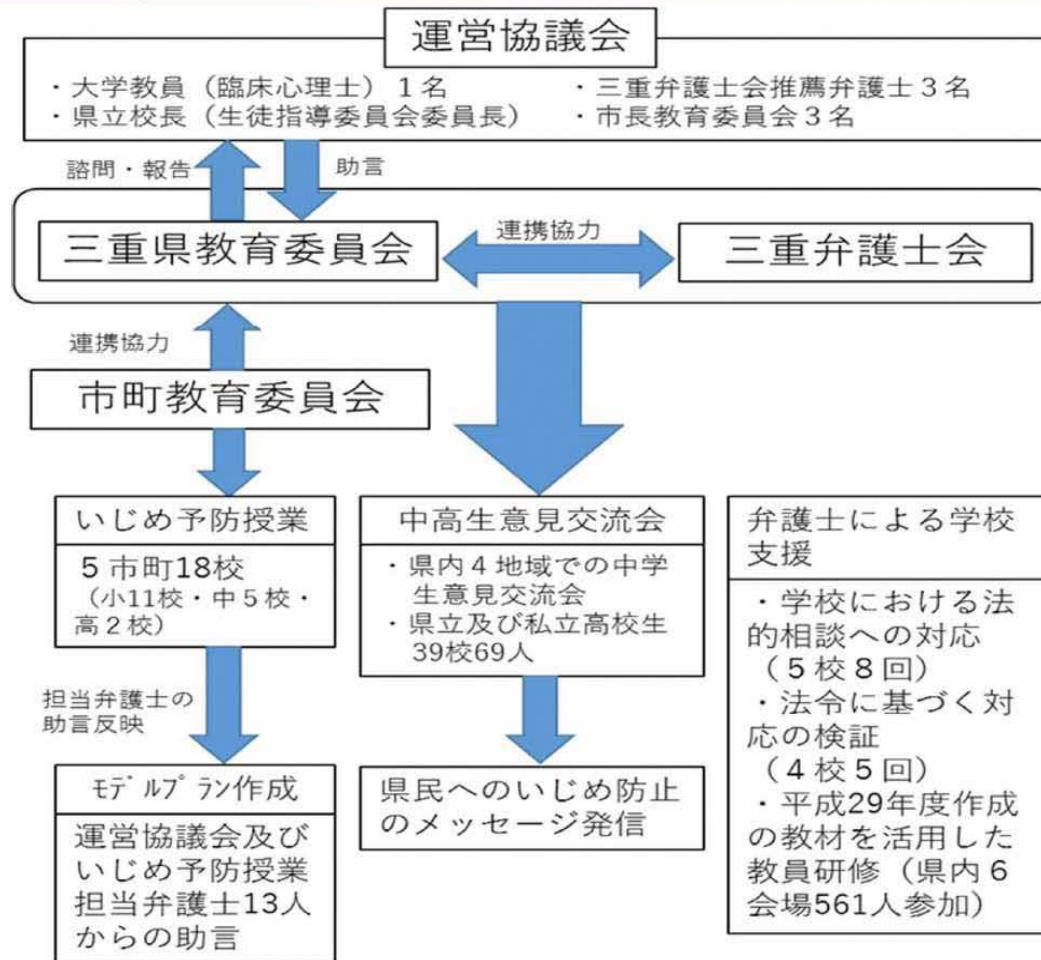 運営協議会
・大学教員（臨床心理士）１名
・三重弁護士会推薦弁護士３名
・県立校長（生徒指導委員会委員長）
・市長教育委員会３名
諮問・報告
助言
三重県教育委員会
連携協力
三重弁護士会
連携協力
市町教育委員会
いじめ予防授業
５市町18校
（小11校・中５校・
高２校）
担当弁護士の
助言反映
ﾓﾃﾞﾙﾌﾟﾗﾝ作成
運営協議会及び
いじめ予防授業
担当弁護士13人
からの助言
中高生意見交流会
・県内４地域での中学
生意見交流会
・県立及び私立高校生
39校69人
県民へのいじめ防止
のメッセージ発信
弁護士による学校
支援
・学校における法
的相談への対応
（５校８回）
・法令に基づく対
応の検証
（４校５回）
・平成29年度作成
の教材を活用した
教員研修（県内６
会場561人参加）